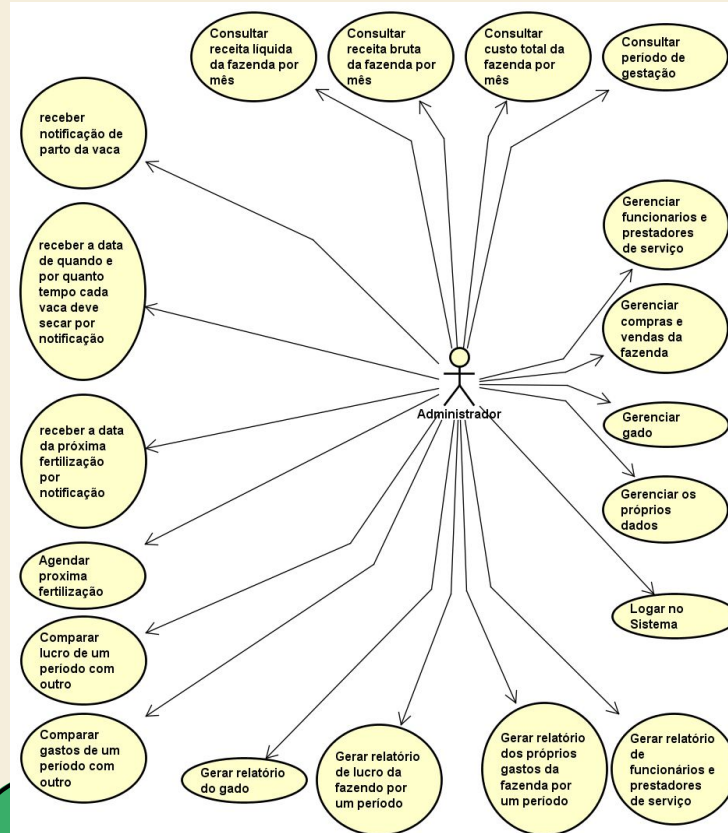 Consultar
receita líquida
da fazenda por
mês
Consultar
receita bruta
da fazenda por
mês
Consultar
custo total da
fazenda por
mês
Consultar
período de
gestação
receber
notificação de
parto da vaca
Gerenciar
funcionarios e
prestadores
de serviço
receber a data
de quando e
por quanto
tempo cada
vaca deve
secar por
notificação
Gerenciar
compras e
vendas da
fazenda
Administrador
receber a data
da próxima
fertilização
por
notificação
Gerenciar
gado
Gerenciar os
próprios
dados
Agendar
proxima
fertilização
Logar no
Sistema
Comparar
lucro de um
período com
outro
Comparar
gastos de um
período com
outro
Gerar relatório
do gado
Gerar relatório
de lucro da
fazendo por
um período
Gerar relatório
dos próprios
gastos da
fazenda por
um período
Gerar relatório
de
funcionários e
prestadores
de serviço